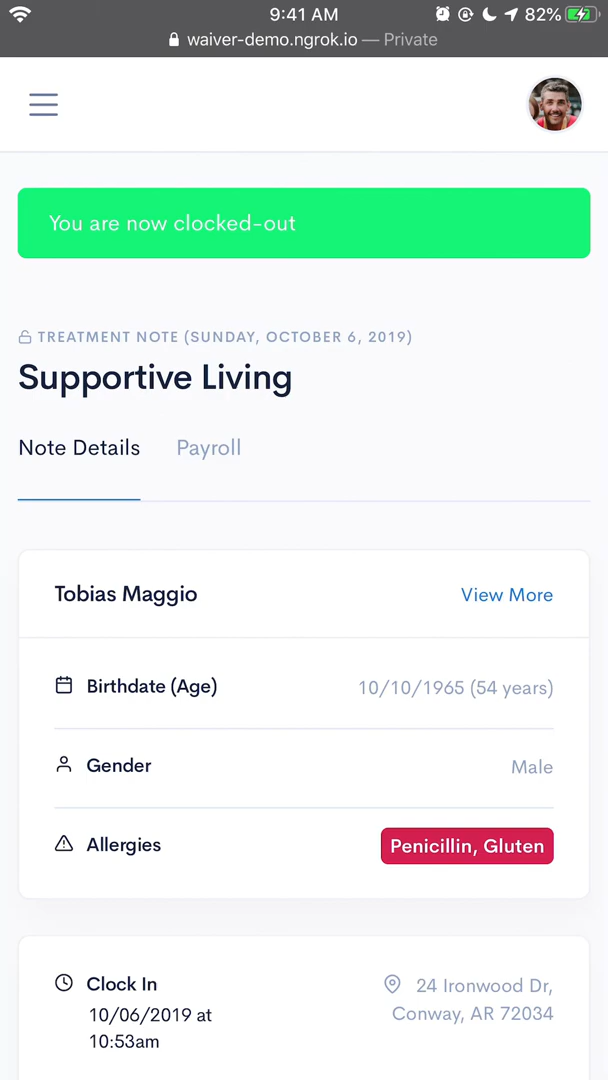 9:41 AM
82%
waiver-demo.ngrok.io — Private
You are now clocked-out
TREATMENT NOTE (SUNDAY, OCTOBER 6, 2019)
Supportive Living
Note Details Payroll
Tobias Maggio View More
Birthdate (Age) 10/10/1965 (54 years)
Gender Male
Allergies Penicillin, Gluten
Clock In
10/06/2019 at
10:53am
24 Ironwood Dr,
Conway, AR 72034